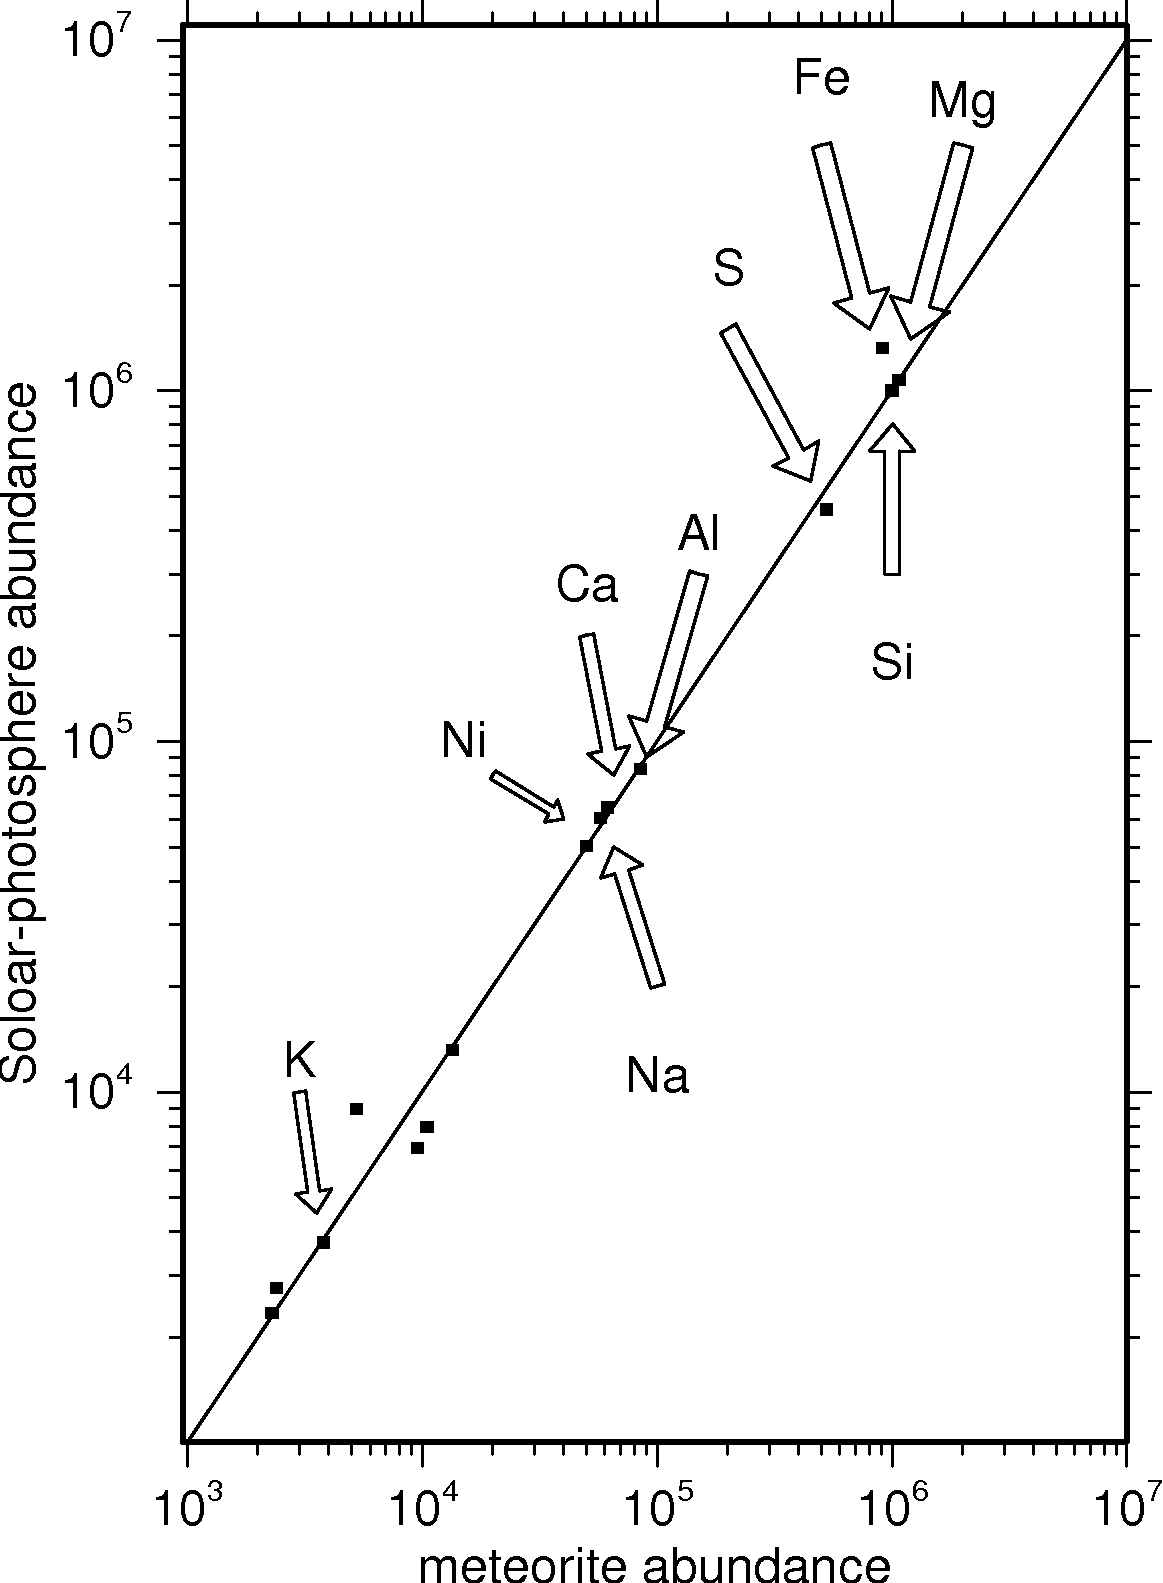 10⁷
Fe
Mg
S
10⁶
Al
Ca
Si
Ni
10⁵
K
Na
10⁴
Soloar-photosphere abundance
10³ 10⁴ 10⁵ 10⁶ 10⁷
meteorite abundance